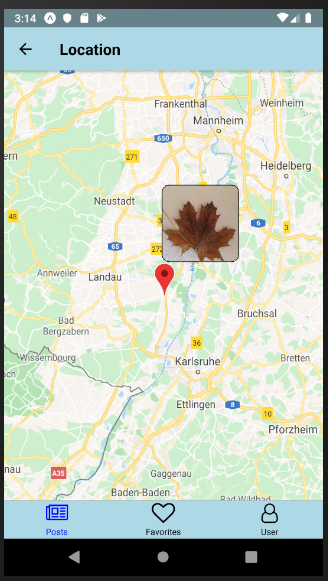 3:14
Location
Frankenthal
Weinheim
Mannheim
650
271
ern
Heidelberg
Neustadt
48
6
3
65
272
Annweiler
Landau
Bad
Bergzabern
Bruchsal
Wissembourg
36
Karlsruhe
Bretten
ach
Ettlingen
8
10
Pforzheim
nau
A35
Gaggenau
Baden-Baden
Bad Wildbad
Posts
Favorites
User